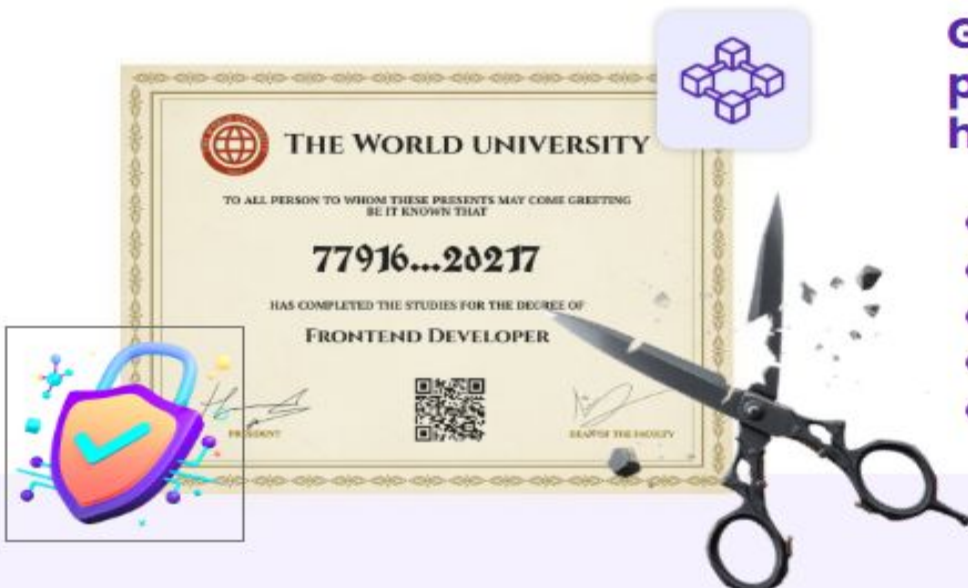 THE WORLD UNIVERSITY
TO ALL PERSON TO WHOM THESE PRESENTS MAY COME GREETING
BE IT KNOWN THAT
77916...2d217
HAS COMPLETED THE STUDIES FOR THE DEGREE OF
FRONTEND DEVELOPER
PRESIDENT
DEAN OF THE FACULTY
G
p
h